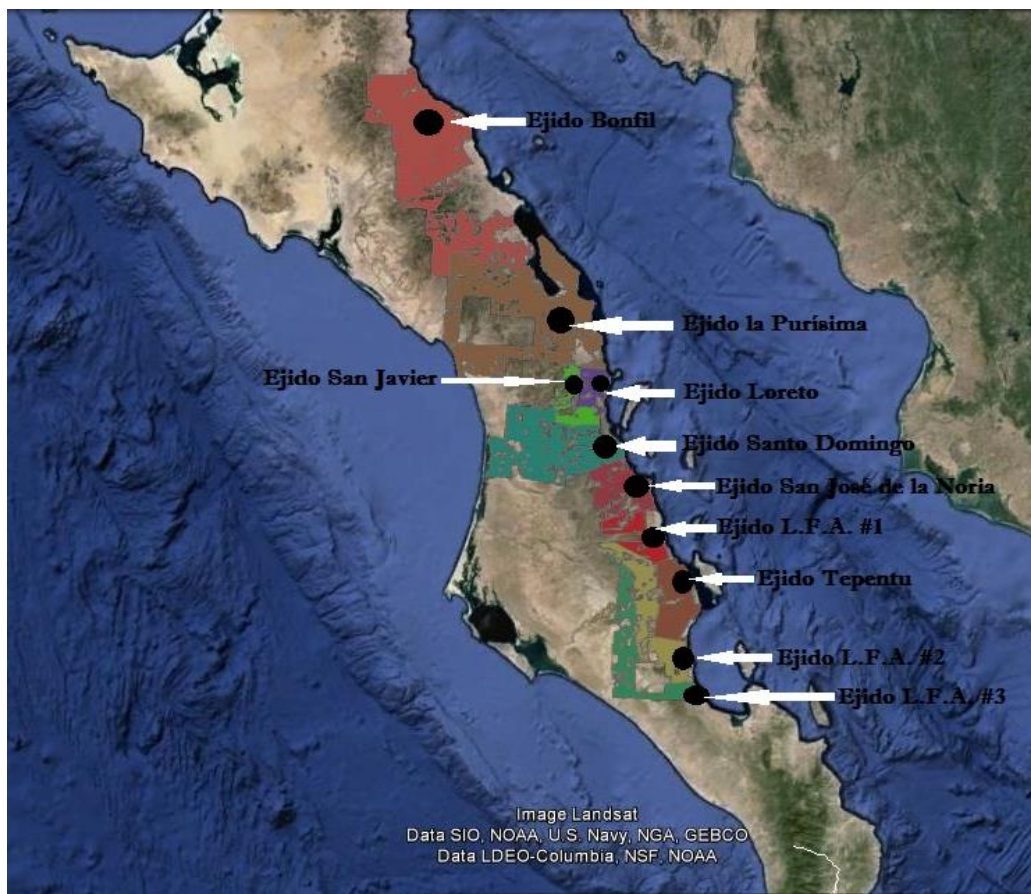 Ejido Bonfil
Ejido la Purísima
Ejido San Javier
Ejido Loreto
Ejido Santo Domingo
Ejido San José de la Noria
Ejido L.F.A. #1
Ejido Tepentu
Ejido L.F.A. #2
Ejido L.F.A. #3
Image Landsat
Data SIO, NOAA, U.S. Navy, NGA, GEBCO
Data LDEO-Columbia, NSF, NOAA